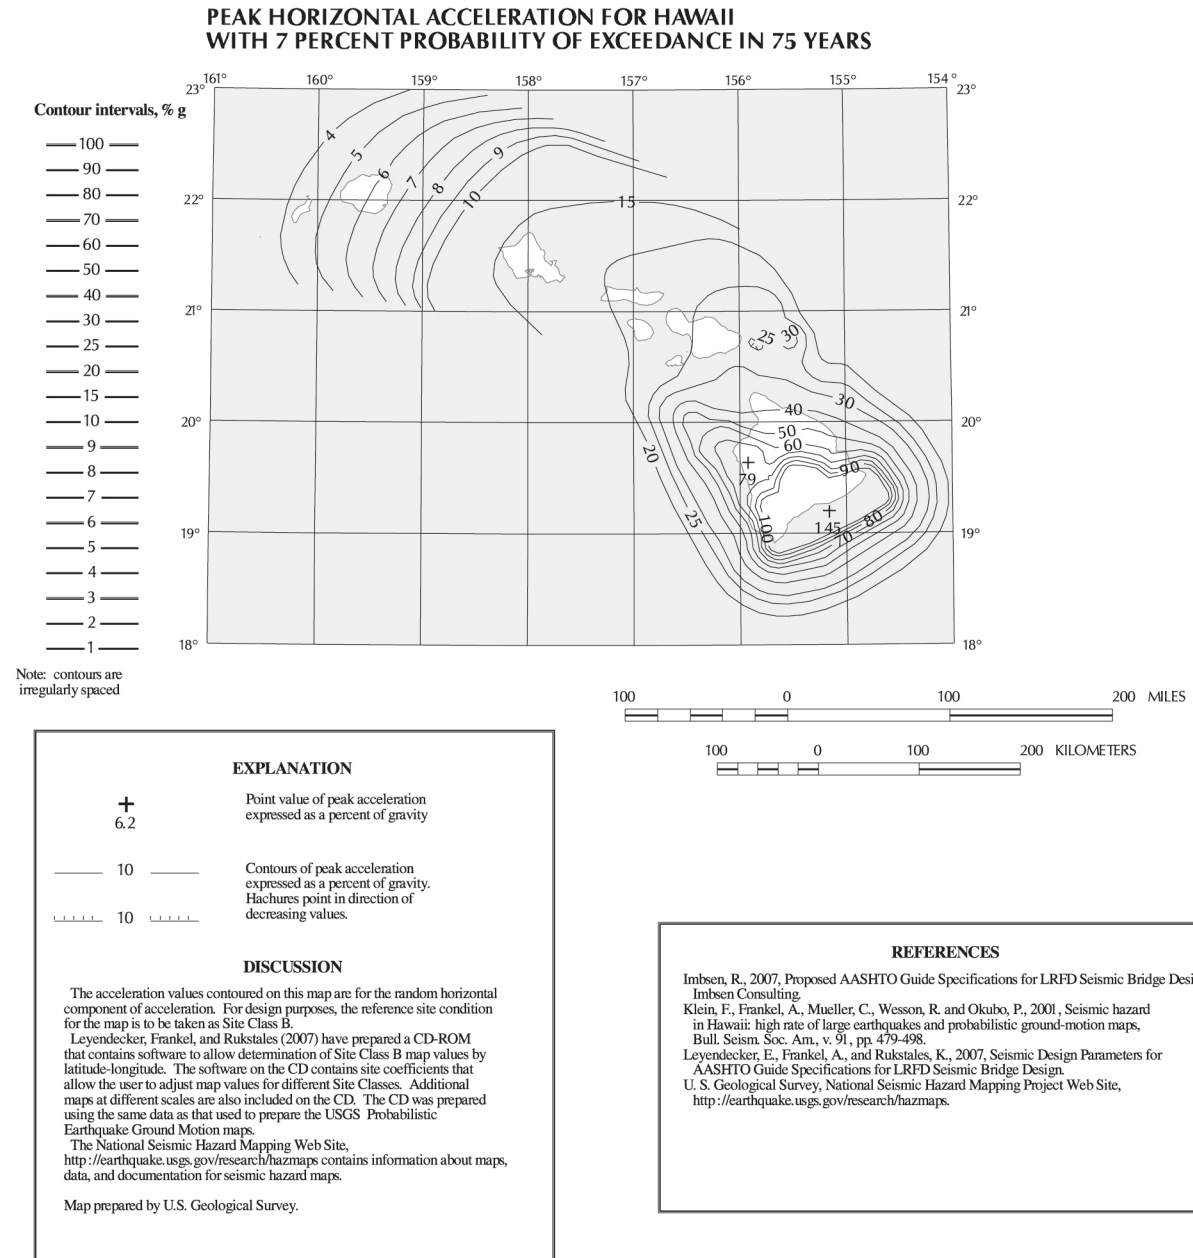 PEAK HORIZONTAL ACCELERATION FOR HAWAII
WITH 7 PERCENT PROBABILITY OF EXCEEDANCE IN 75 YEARS
161° 160° 159° 158° 157° 156° 155° 154°
23° 23°
22° 22°
21° 21°
20° 20°
19° 19°
18° 18°
Contour intervals, % g
100
90
80
70
60
50
40
30
25
20
15
10
9
8
7
6
5
4
3
2
1
Note: contours are
irregularly spaced
4
5
6
7
8
9
10
15
25
30
30
40
50
60
90
20
79
25
100
145
80
70
100 0 100 200 MILES
100 0 100 200 KILOMETERS
EXPLANATION
+
6.2
Point value of peak acceleration
expressed as a percent of gravity
10
10
Contours of peak acceleration
expressed as a percent of gravity.
Hachures point in direction of
decreasing values.
DISCUSSION
The acceleration values contoured on this map are for the random horizontal
component of acceleration. For design purposes, the reference site condition
for the map is to be taken as Site Class B.
Leyendecker, Frankel, and Rukstales (2007) have prepared a CD-ROM
that contains software to allow determination of Site Class B map values by
latitude-longitude. The software on the CD contains site coefficients that
allow the user to adjust map values for different Site Classes. Additional
maps at different scales are also included on the CD. The CD was prepared
using the same data as that used to prepare the USGS Probabilistic
Earthquake Ground Motion maps.
The National Seismic Hazard Mapping Web Site,
http://earthquake.usgs.gov/research/hazmaps contains information about maps,
data, and documentation for seismic hazard maps.
Map prepared by U.S. Geological Survey.
REFERENCES
Imbsen, R., 2007, Proposed AASHTO Guide Specifications for LRFD Seismic Bridge Desi
Imbsen Consulting.
Klein, F., Frankel, A., Mueller, C., Wesson, R. and Okubo, P., 2001, Seismic hazard
in Hawaii: high rate of large earthquakes and probabilistic ground-motion maps,
Bull. Seism. Soc. Am., v. 91, pp. 479-498.
Leyendecker, E., Frankel, A., and Rukstales, K., 2007, Seismic Design Parameters for
AASHTO Guide Specifications for LRFD Seismic Bridge Design.
U. S. Geological Survey, National Seismic Hazard Mapping Project Web Site,
http://earthquake.usgs.gov/research/hazmaps.